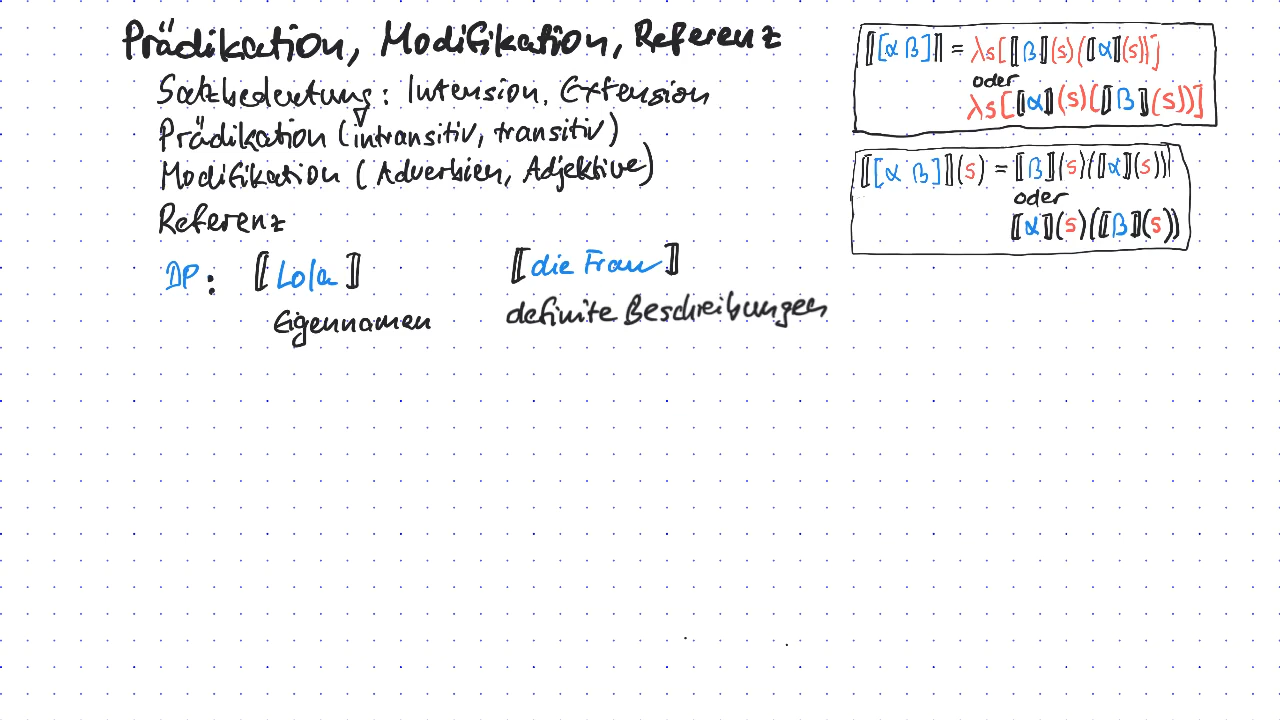 Prädikation, Modifikation, Referenz
Satzbedeutung: Intension, Extension
Prädikation (intransitiv, transitiv)
Modifikation (Adverbien, Adjektive)
Referenz
DP: ⟦Lola⟧ ⟦die Frau⟧
Eigennamen definite Beschreibungen
⟦[α β]⟧ = λs[⟦β⟧(s)(⟦α⟧(s))]
oder
λs[⟦α⟧(s)(⟦β⟧(s))]
⟦[α β]⟧(s) = ⟦β⟧(s)(⟦α⟧(s))
oder
⟦α⟧(s)(⟦β⟧(s))